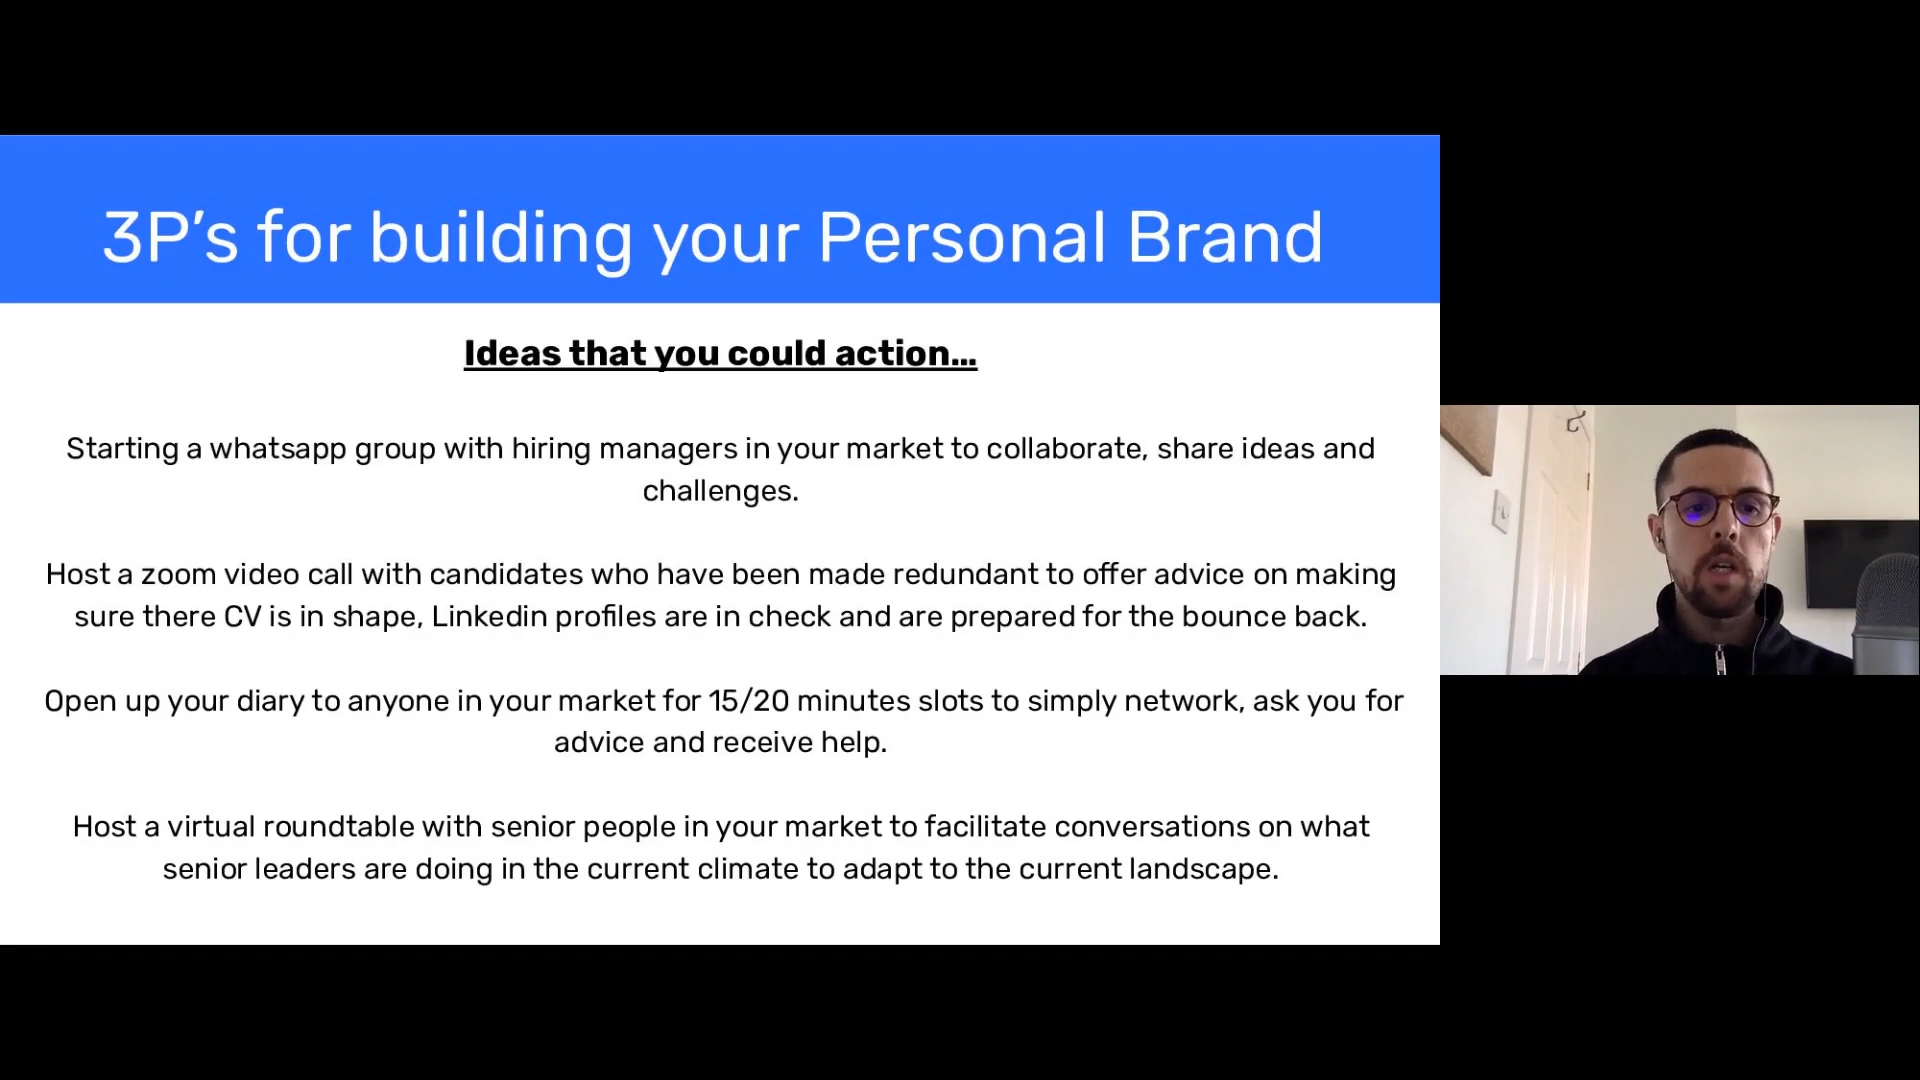 3P’s for building your Personal Brand
Ideas that you could action...
Starting a whatsapp group with hiring managers in your market to collaborate, share ideas and
challenges.
Host a zoom video call with candidates who have been made redundant to offer advice on making
sure there CV is in shape, Linkedin profiles are in check and are prepared for the bounce back.
Open up your diary to anyone in your market for 15/20 minutes slots to simply network, ask you for
advice and receive help.
Host a virtual roundtable with senior people in your market to facilitate conversations on what
senior leaders are doing in the current climate to adapt to the current landscape.